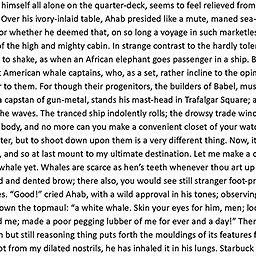 himself all alone on the quarter-deck, seems to feel relieved from
Over his ivory-inlaid table, Ahab presided like a mute, maned sea-
or whether he deemed that, on so long a voyage in such marketles
of the high and mighty cabin. In strange contrast to the hardly toler
to shake, as when an African elephant goes passenger in a ship. B
t American whale captains, who, as a set, rather incline to the opin
r to them. For though their progenitors, the builders of Babel, mus
a capstan of gun-metal, stands his mast-head in Trafalgar Square; a
he waves. The tranced ship indolently rolls; the drowsy trade wind
body, and no more can you make a convenient closet of your watc
ter, but to shoot down upon them is a very different thing. Now, it
, and so at last mount to my ultimate destination. Let me make a c
whale yet. Whales are scarce as hen's teeth whenever thou art up
d and dented brow; there also, you would see still stranger foot-pr
es. "Good!" cried Ahab, with a wild approval in his tones; observing
own the topmaul: "a white whale. Skin your eyes for him, men; loo
d me; made a poor pegging lubber of me for ever and a day!" Then
n but still reasoning thing puts forth the mouldings of its features f
ot from my dilated nostrils, he has inhaled it in his lungs. Starbuck